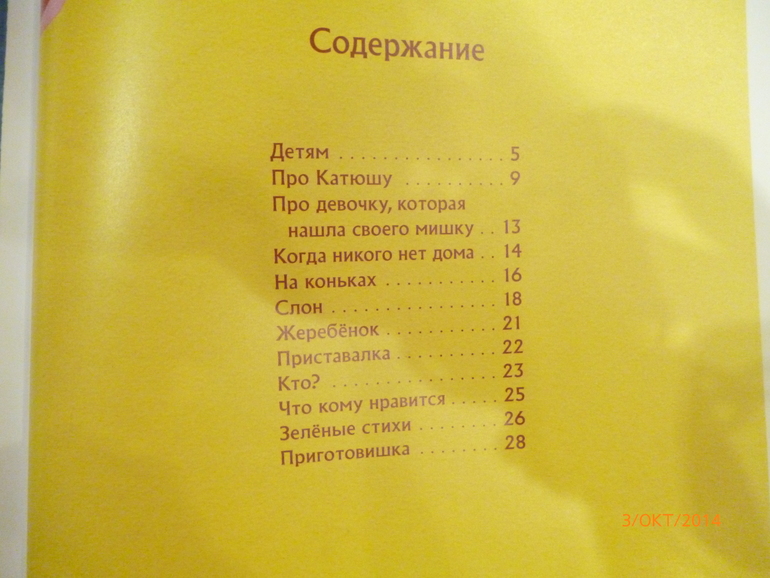 Содержание
Детям . . . . . . . . . . . . . . . . 5
Про Катюшу . . . . . . . . . . 9
Про девочку, которая
нашла своего мишку . . 13
Когда никого нет дома . . 14
На коньках . . . . . . . . . . . 16
Слон . . . . . . . . . . . . . . . . 18
Жеребёнок . . . . . . . . . . . 21
Приставалка . . . . . . . . . . 22
Кто? . . . . . . . . . . . . . . . . 23
Что кому нравится . . . . . 25
Зелёные стихи . . . . . . . . 26
Приготовишка . . . . . . . . 28
3/ОКТ/2014